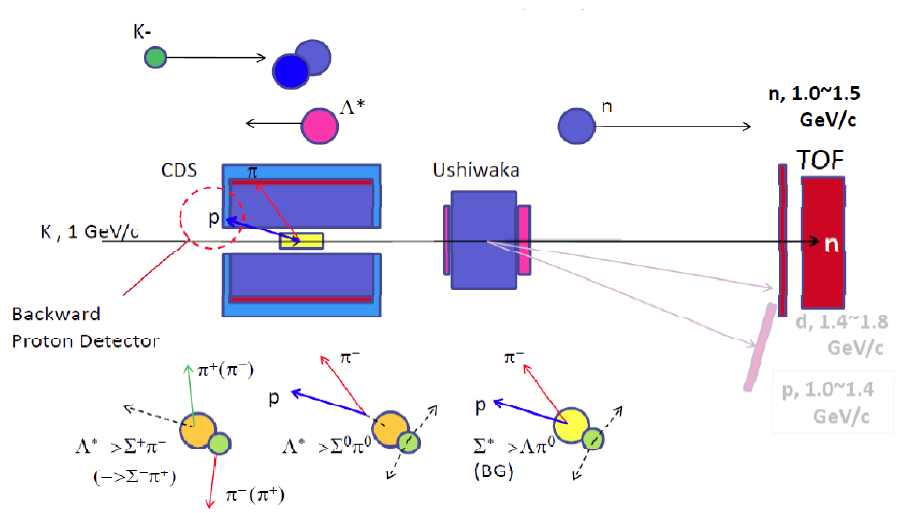 K-
Λ*
n
n, 1.0~1.5
GeV/c
CDS
π
Ushiwaka
TOF
p
K , 1 GeV/c
n
Backward
Proton Detector
d, 1.4~1.8
GeV/c
p, 1.0~1.4
GeV/c
π⁺(π⁻)
π⁻
π⁻
p
p
Λ* >Σ⁺π⁻
(−>Σ⁻π⁺)
Λ* >Σ⁰π⁰
Σ* >Λπ⁰
(BG)
π⁻(π⁺)